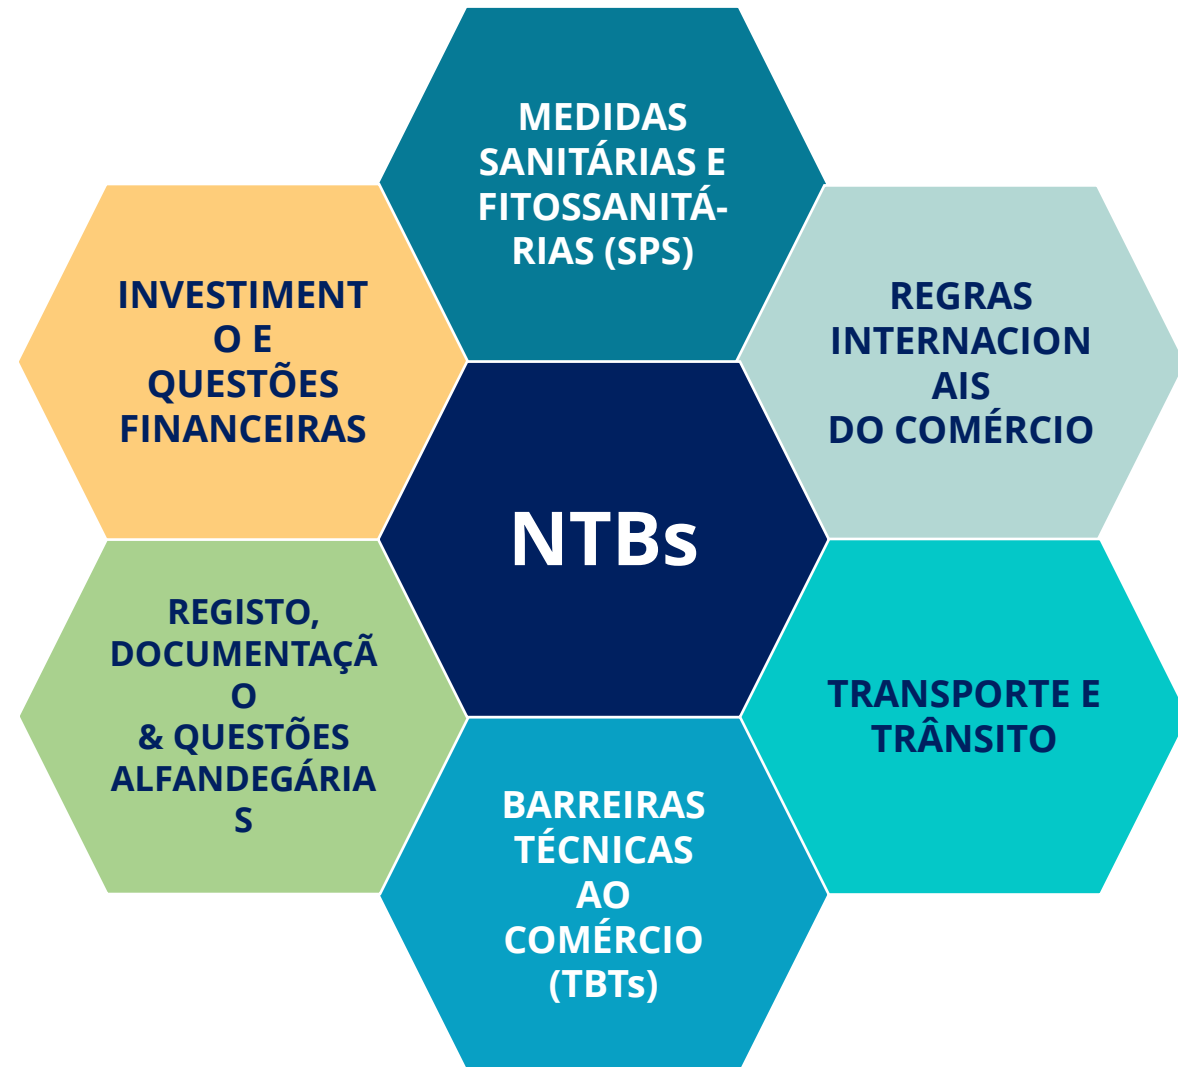 MEDIDAS
SANITÁRIAS E
FITOSSANITÁ-
RIAS (SPS)
INVESTIMENT
O E
QUESTÕES
FINANCEIRAS
REGRAS
INTERNACION
AIS
DO COMÉRCIO
NTBs
REGISTO,
DOCUMENTAÇÃ
O
& QUESTÕES
ALFANDEGÁRIA
S
TRANSPORTE E
TRÂNSITO
BARREIRAS
TÉCNICAS
AO
COMÉRCIO
(TBTs)